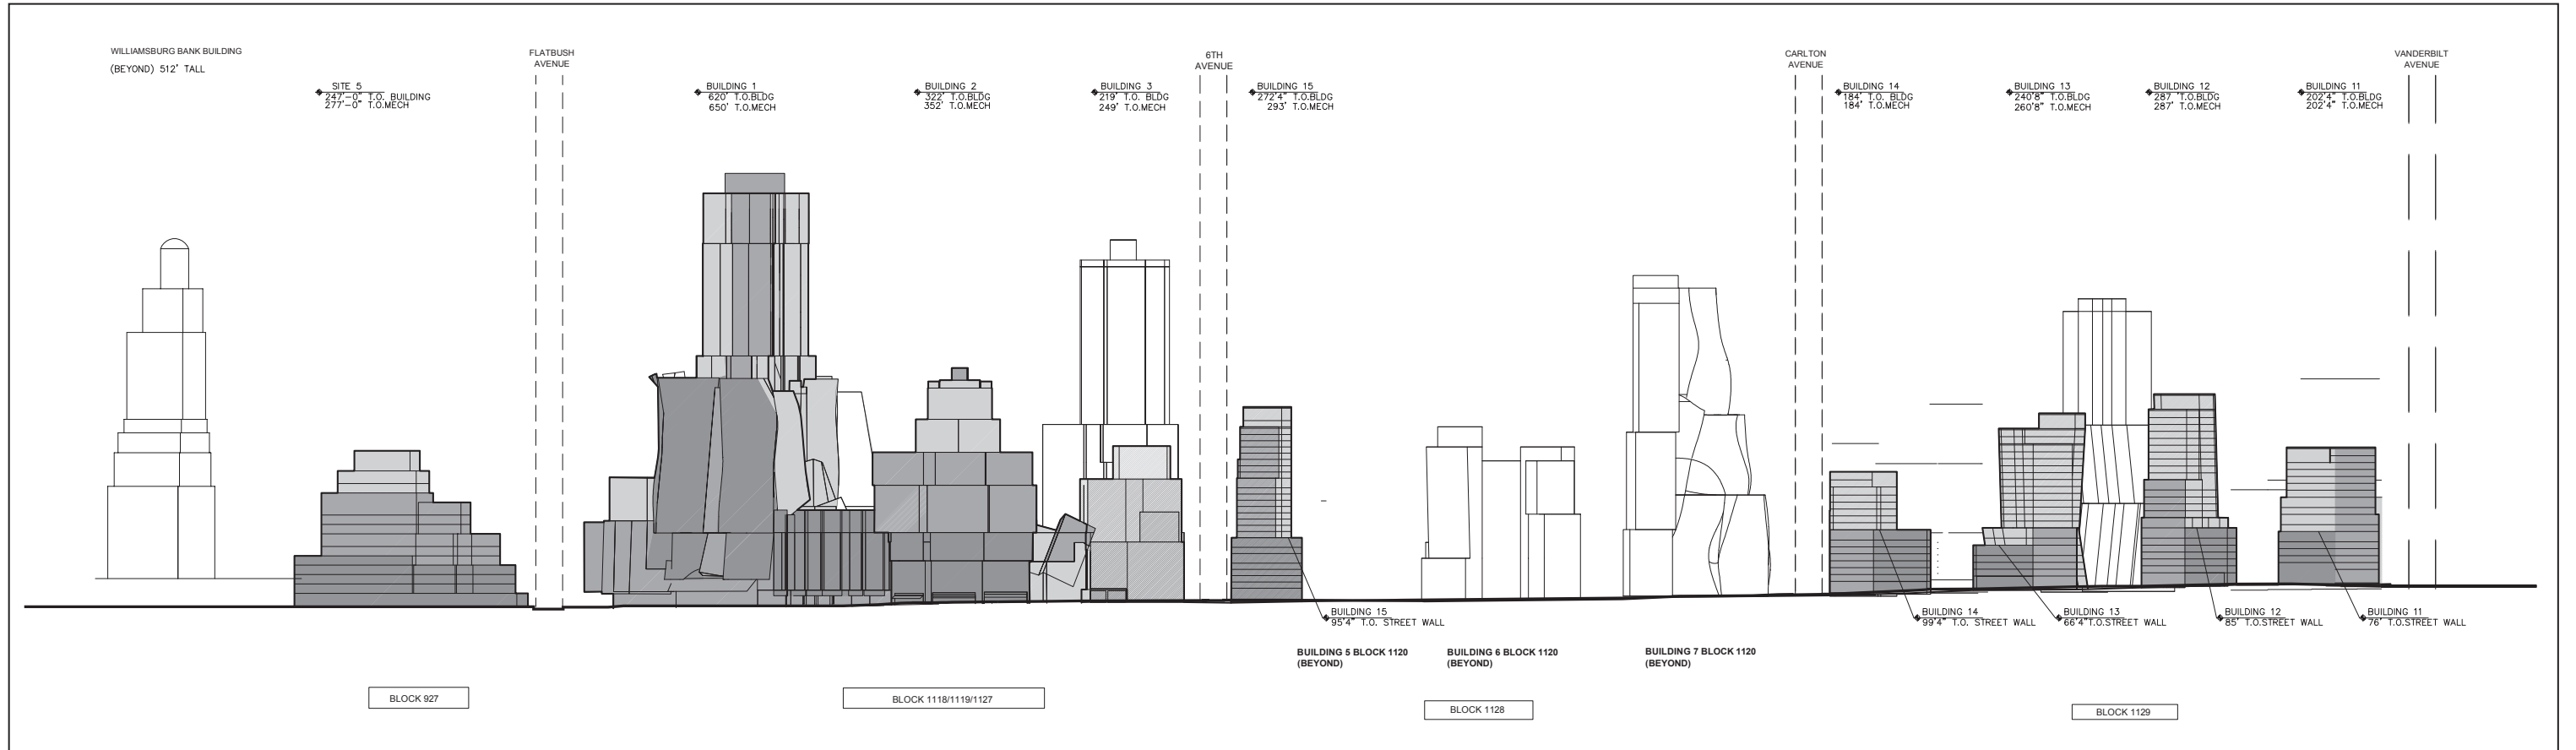 WILLIAMSBURG BANK BUILDING
(BEYOND) 512' TALL
FLATBUSH
AVENUE
6TH
AVENUE
CARLTON
AVENUE
VANDERBILT
AVENUE
SITE 5
247'-0" T.O. BUILDING
277'-0" T.O.MECH
BUILDING 1
620' T.O.BLDG
650' T.O.MECH
BUILDING 2
322' T.O.BLDG
352' T.O.MECH
BUILDING 3
219' T.O. BLDG
249' T.O.MECH
BUILDING 15
272'4" T.O.BLDG
293' T.O.MECH
BUILDING 14
184' T.O. BLDG
184' T.O.MECH
BUILDING 13
240'8" T.O.BLDG
260'8" T.O.MECH
BUILDING 12
287' T.O.BLDG
287' T.O.MECH
BUILDING 11
202'4" T.O.BLDG
202'4" T.O.MECH
BUILDING 15
95'4" T.O. STREET WALL
BUILDING 14
99'4" T.O. STREET WALL
BUILDING 13
66'4"T.O.STREET WALL
BUILDING 12
85' T.O.STREET WALL
BUILDING 11
76' T.O.STREET WALL
BUILDING 5 BLOCK 1120
(BEYOND)
BUILDING 6 BLOCK 1120
(BEYOND)
BUILDING 7 BLOCK 1120
(BEYOND)
BLOCK 927
BLOCK 1118/1119/1127
BLOCK 1128
BLOCK 1129